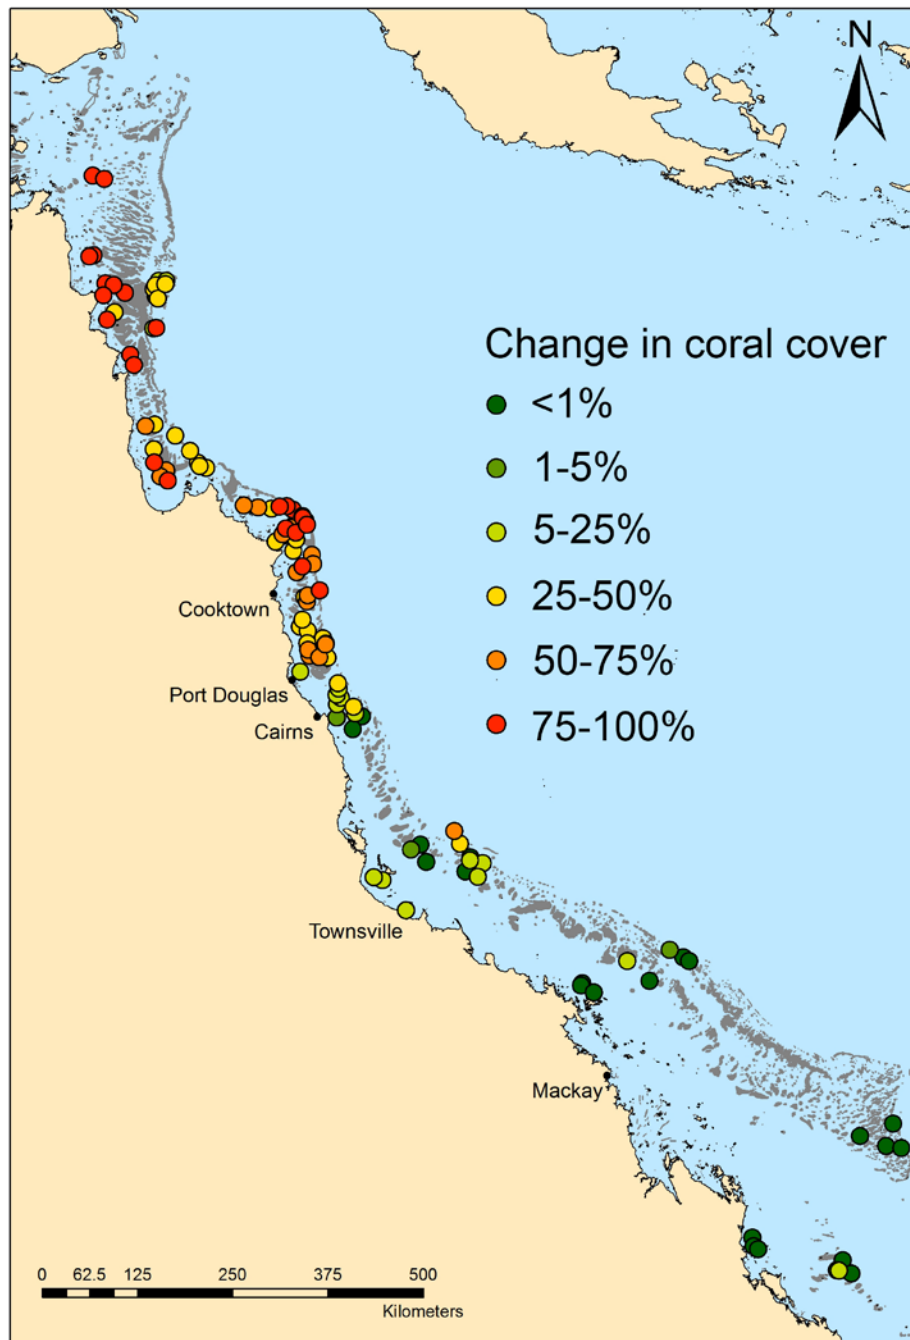 N
Change in coral cover
<1%
1-5%
5-25%
25-50%
50-75%
75-100%
Cooktown
Port Douglas
Cairns
Townsville
Mackay
0 62.5 125 250 375 500
Kilometers